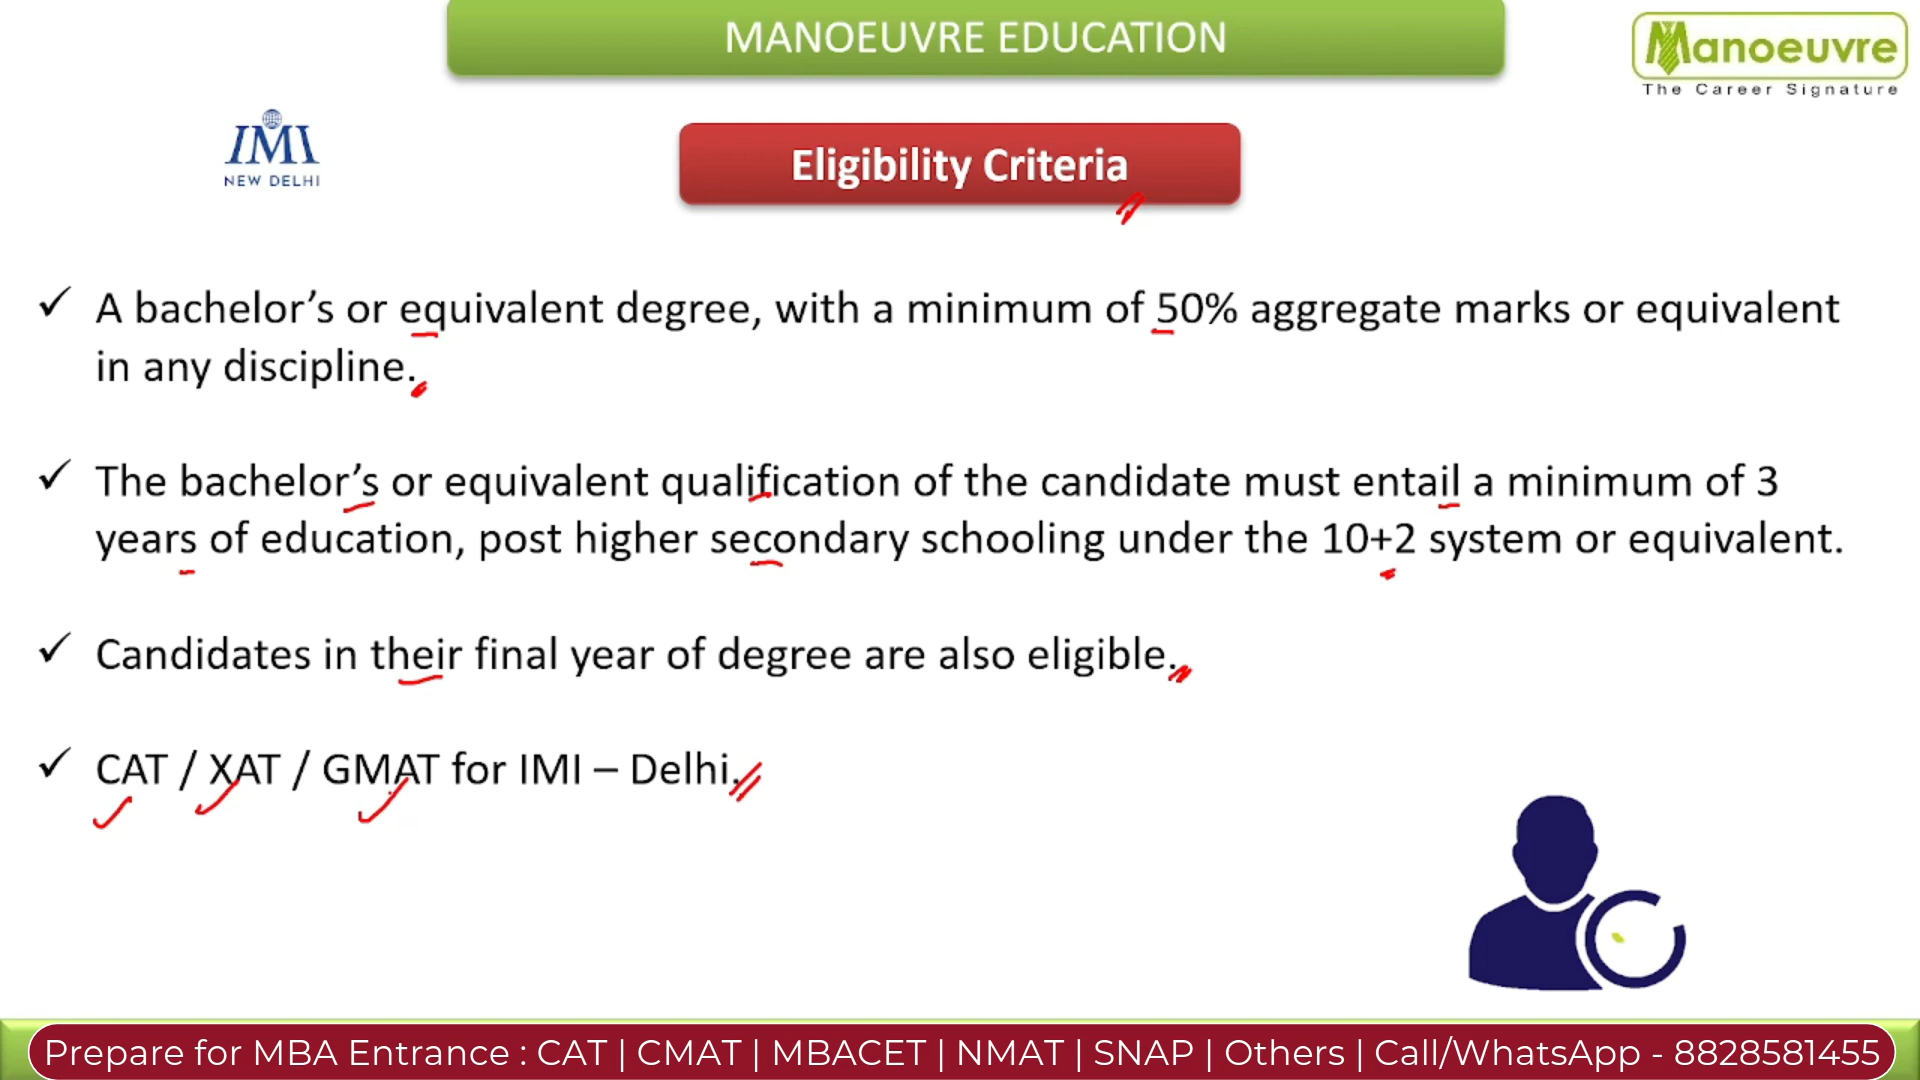 MANOEUVRE EDUCATION
Manoeuvre
The Career Signature
IMI
NEW DELHI
Eligibility Criteria
A bachelor’s or equivalent degree, with a minimum of 50% aggregate marks or equivalent
in any discipline.
The bachelor’s or equivalent qualification of the candidate must entail a minimum of 3
years of education, post higher secondary schooling under the 10+2 system or equivalent.
Candidates in their final year of degree are also eligible.
CAT / XAT / GMAT for IMI – Delhi.
Prepare for MBA Entrance : CAT | CMAT | MBACET | NMAT | SNAP | Others | Call/WhatsApp - 8828581455